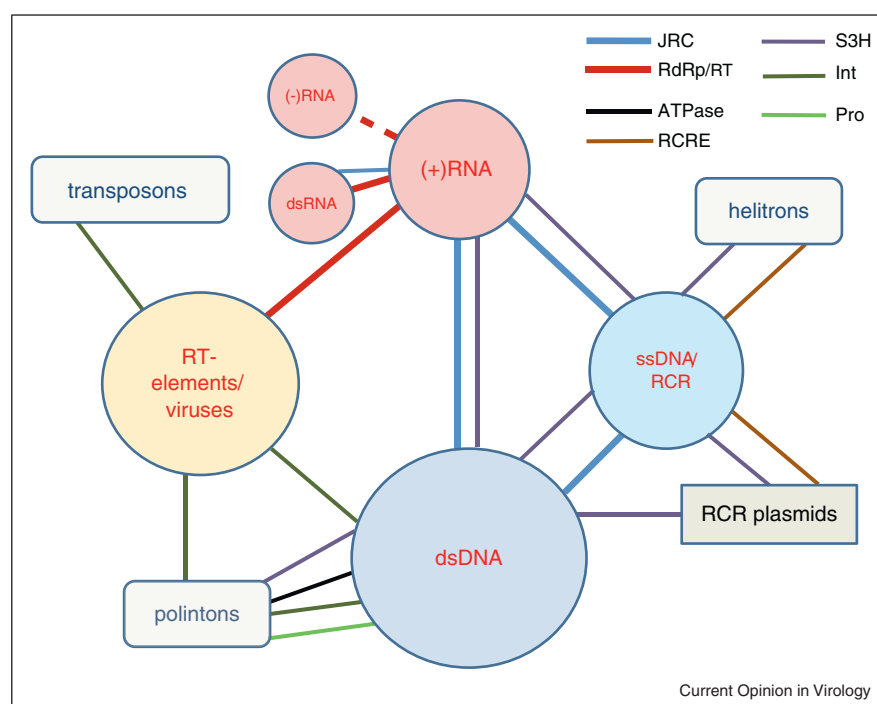 JRC
RdRp/RT
ATPase
RCRE
S3H
Int
Pro
(-)RNA
(+)RNA
dsRNA
transposons
helitrons
RT-
elements/
viruses
ssDNA/
RCR
RCR plasmids
dsDNA
polintons
Current Opinion in Virology